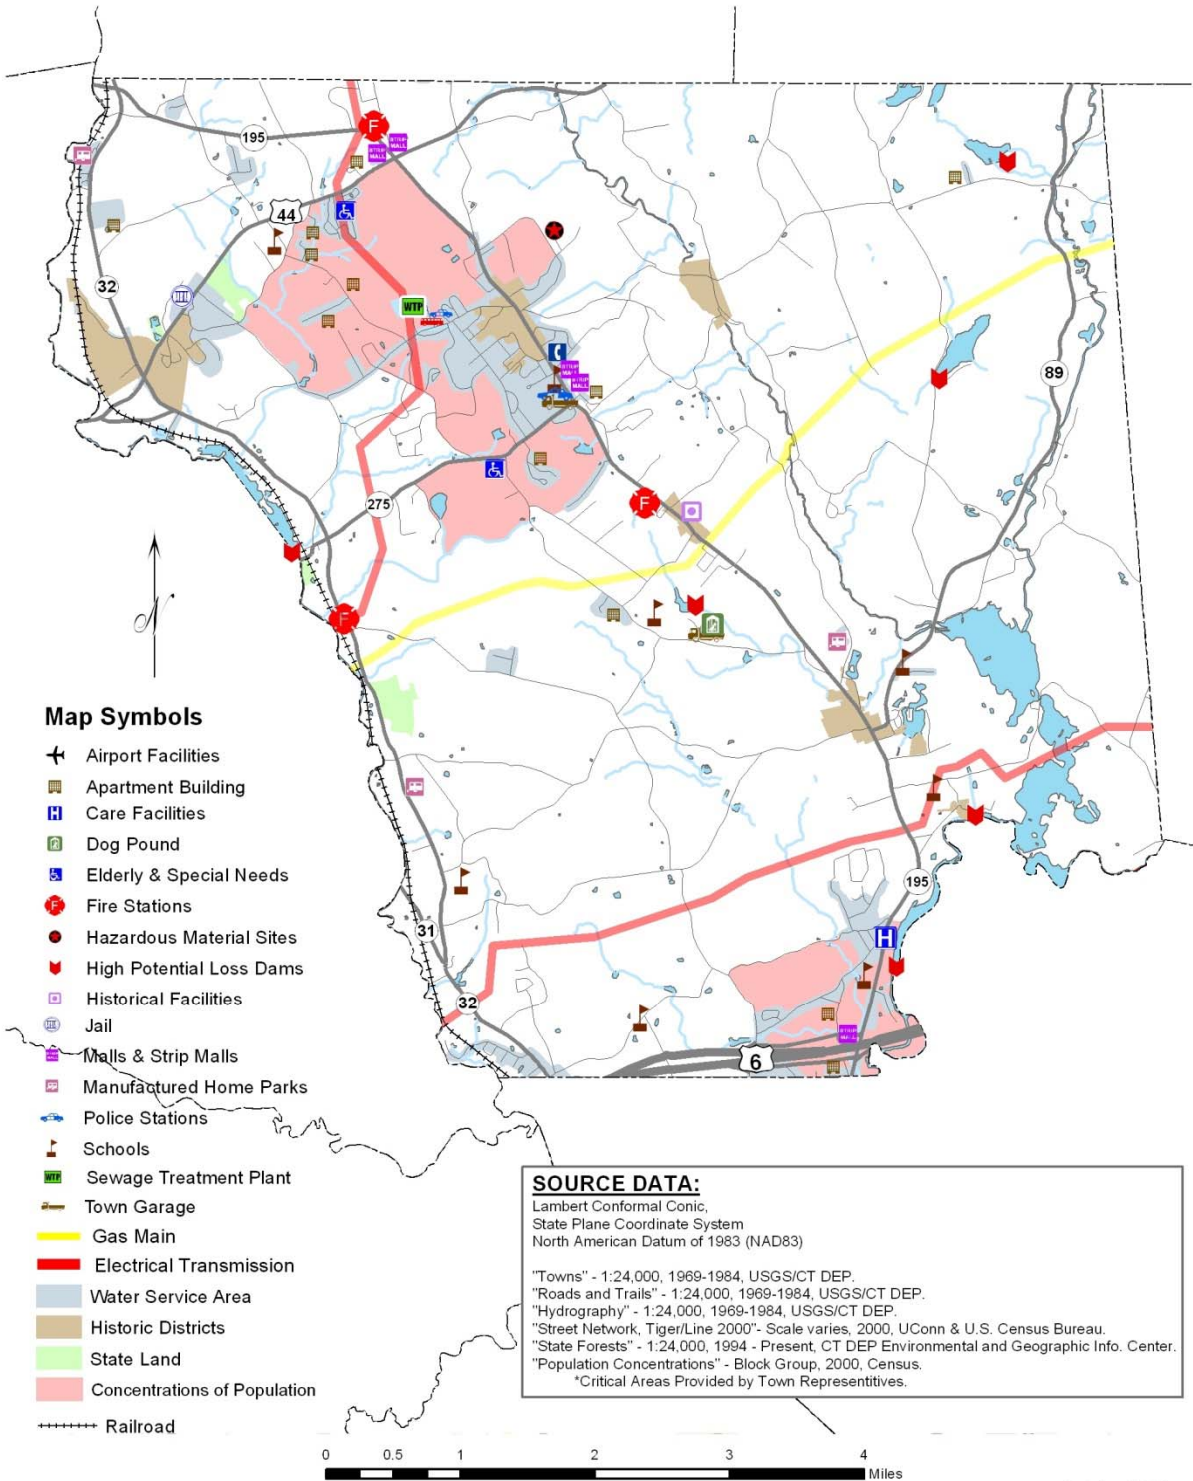 195
F
STRIP MALL
STRIP MALL
44
32
WTP
89
275
F
F
195
H
31
32
STRIP MALL
6
N
Map Symbols
Airport Facilities
Apartment Building
H Care Facilities
Dog Pound
Elderly & Special Needs
F Fire Stations
Hazardous Material Sites
High Potential Loss Dams
Historical Facilities
Jail
Malls & Strip Malls
Manufactured Home Parks
Police Stations
Schools
WTP Sewage Treatment Plant
Town Garage
Gas Main
Electrical Transmission
Water Service Area
Historic Districts
State Land
Concentrations of Population
Railroad
SOURCE DATA:
Lambert Conformal Conic,
State Plane Coordinate System
North American Datum of 1983 (NAD83)
"Towns" - 1:24,000, 1969-1984, USGS/CT DEP.
"Roads and Trails" - 1:24,000, 1969-1984, USGS/CT DEP.
"Hydrography" - 1:24,000, 1969-1984, USGS/CT DEP.
"Street Network, Tiger/Line 2000"- Scale varies, 2000, UConn & U.S. Census Bureau.
"State Forests" - 1:24,000, 1994 - Present, CT DEP Environmental and Geographic Info. Center.
"Population Concentrations" - Block Group, 2000, Census.
*Critical Areas Provided by Town Representitives.
0 0.5 1 2 3 4
Miles